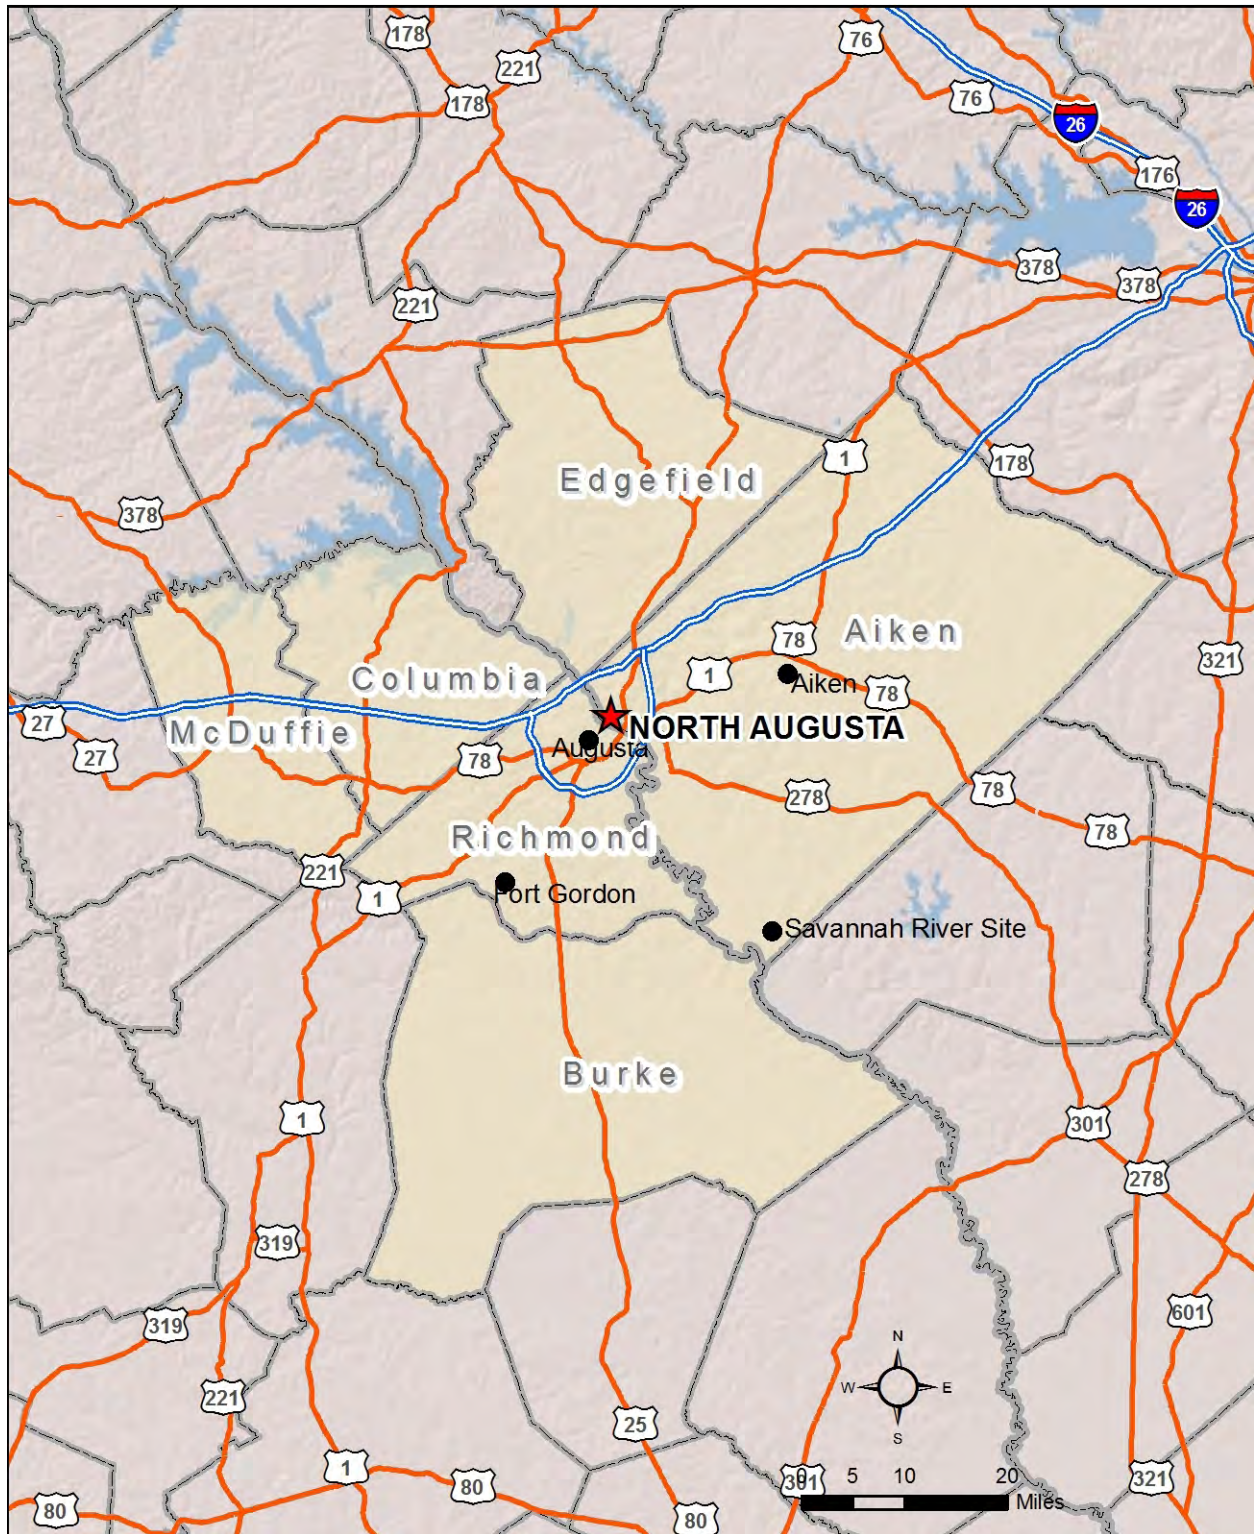 178
76
221
76
178
26
176
26
378
221
378
1
Edgefield
178
378
Aiken
78
321
1
Aiken
78
Columbia
27
McDuffie
NORTH AUGUSTA
Augusta
27
78
278
78
78
Richmond
221
1
Fort Gordon
Savannah River Site
Burke
1
301
278
319
601
319
N
W E
S
221
25
1
80
301
321
80
80
0 5 10 20
Miles